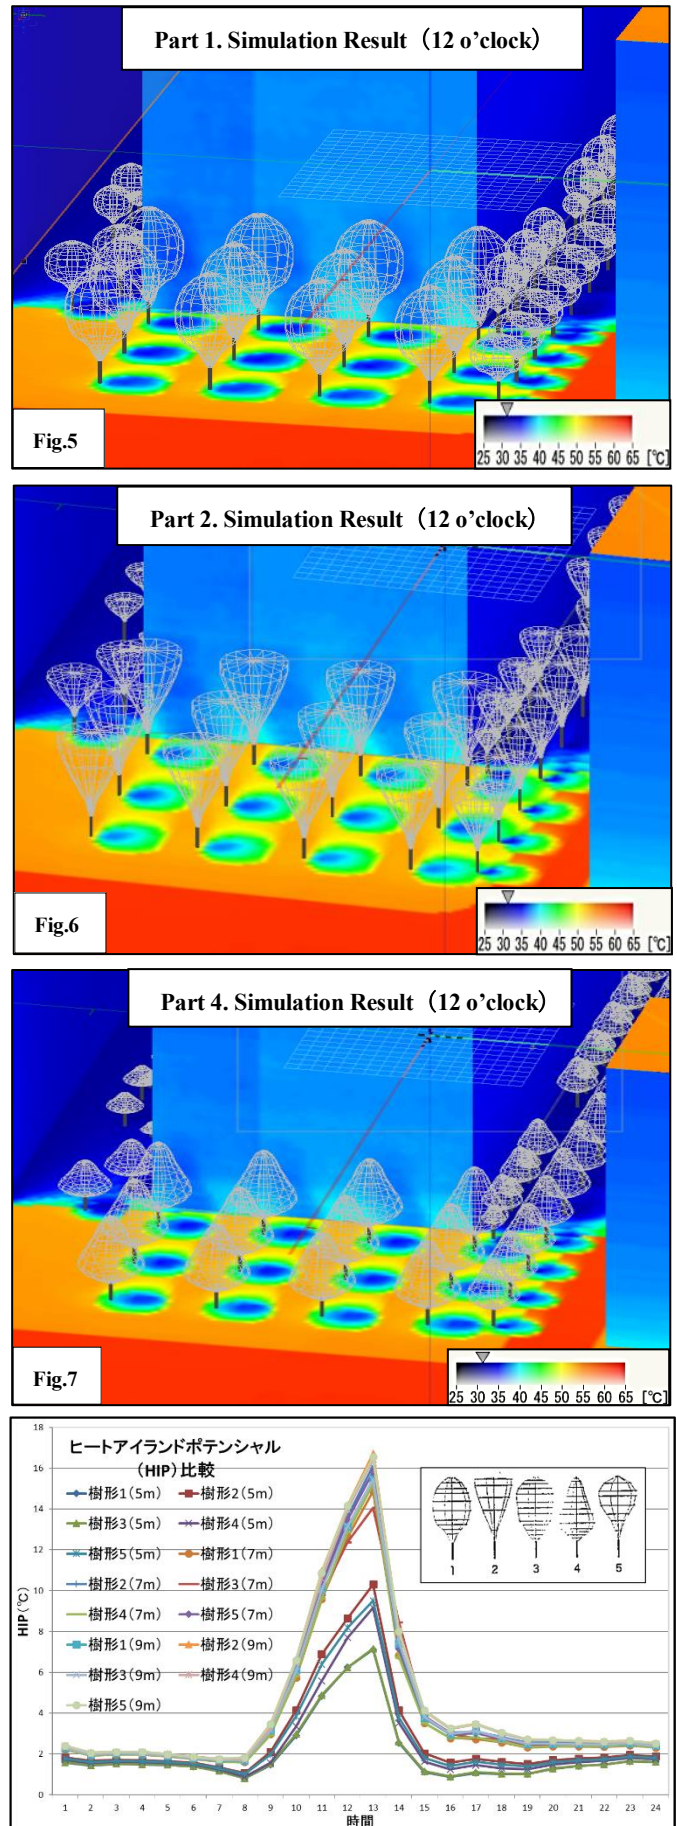 Part 1. Simulation Result（12 o’clock）
Fig.5
25 30 35 40 45 50 55 60 65 [℃]
Part 2. Simulation Result（12 o’clock）
Fig.6
25 30 35 40 45 50 55 60 65 [℃]
Part 4. Simulation Result（12 o’clock）
Fig.7
25 30 35 40 45 50 55 60 65 [℃]
ヒートアイランドポテンシャル
（HIP）比較
樹形1（5m） 樹形2（5m）
樹形3（5m） 樹形4（5m）
樹形5（5m） 樹形1（7m）
樹形2（7m） 樹形3（7m）
樹形4（7m） 樹形5（7m）
樹形1（9m） 樹形2（9m）
樹形3（9m） 樹形4（9m）
樹形5（9m）
1 2 3 4 5
HIP（℃）
18
16
14
12
10
8
6
4
2
0
1 2 3 4 5 6 7 8 9 10 11 12 13 14 15 16 17 18 19 20 21 22 23 24
時間